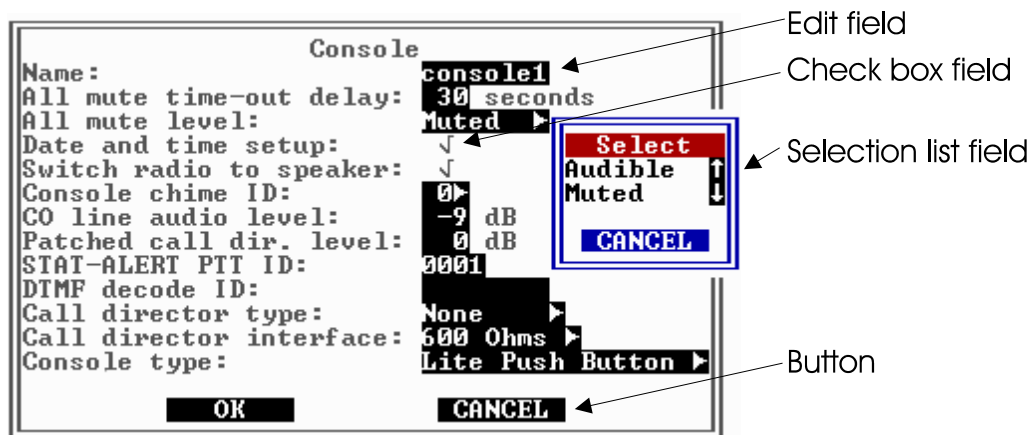 Console
Name: console1
All mute time-out delay: 30 seconds
All mute level: Muted
Date and time setup: √
Switch radio to speaker: √
Console chime ID: 0
CO line audio level: -9 dB
Patched call dir. level: 0 dB
STAT-ALERT PTT ID: 0001
DTMF decode ID:
Call director type: None
Call director interface: 600 Ohms
Console type: Lite Push Button
OK CANCEL
Select
Audible
Muted
CANCEL
Edit field
Check box field
Selection list field
Button